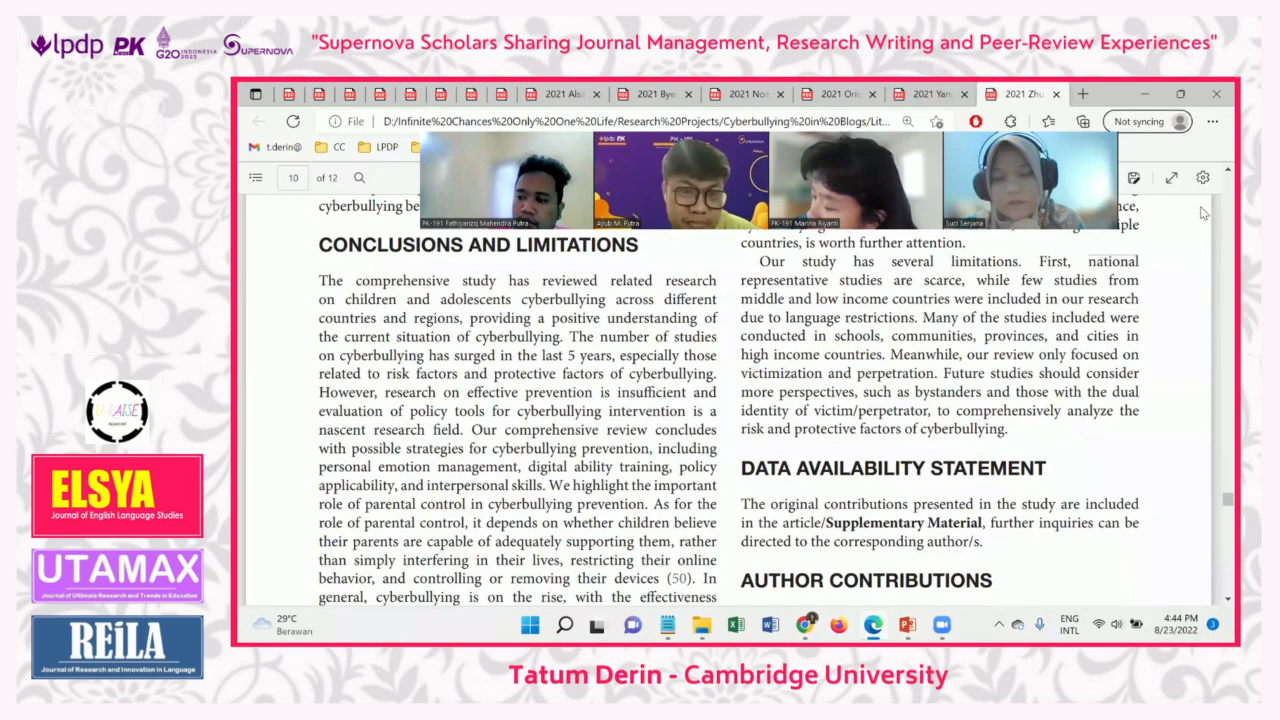 lpdp PK G20 INDONESIA 2022 SUPERNOVA
"Supernova Scholars Sharing Journal Management, Research Writing and Peer-Review Experiences"
2021 Byer
2021 Noa
2021 Yan
2021 Zhu
File D:/Infinite%20Chances%20Only%20One%20Life/Research%20Projects/Cyberbullying%20in%20Blogs/Lit... Not syncing
t.derin@ CC LPDP
10 of 12
PK-191 Fathiyarizq Mahendra Putra
Ayub M. Putra
PK-191 Marina Riyanti
Suci Senjana
CONCLUSIONS AND LIMITATIONS
The comprehensive study has reviewed related research
on children and adolescents cyberbullying across different
countries and regions, providing a positive understanding of
the current situation of cyberbullying. The number of studies
on cyberbullying has surged in the last 5 years, especially those
related to risk factors and protective factors of cyberbullying.
However, research on effective prevention is insufficient and
evaluation of policy tools for cyberbullying intervention is a
nascent research field. Our comprehensive review concludes
with possible strategies for cyberbullying prevention, including
personal emotion management, digital ability training, policy
applicability, and interpersonal skills. We highlight the important
role of parental control in cyberbullying prevention. As for the
role of parental control, it depends on whether children believe
their parents are capable of adequately supporting them, rather
than simply interfering in their lives, restricting their online
behavior, and controlling or removing their devices (50). In
general, cyberbullying is on the rise, with the effectiveness
countries, is worth further attention.
Our study has several limitations. First, national
representative studies are scarce, while few studies from
middle and low income countries were included in our research
due to language restrictions. Many of the studies included were
conducted in schools, communities, provinces, and cities in
high income countries. Meanwhile, our review only focused on
victimization and perpetration. Future studies should consider
more perspectives, such as bystanders and those with the dual
identity of victim/perpetrator, to comprehensively analyze the
risk and protective factors of cyberbullying.
DATA AVAILABILITY STATEMENT
The original contributions presented in the study are included
in the article/Supplementary Material, further inquiries can be
directed to the corresponding author/s.
AUTHOR CONTRIBUTIONS
29°C
Berawan
ENG
INTL
4:44 PM
8/23/2022
3
ELSYA
Journal of English Language Studies
UTAMAX
Journal of Ultimate Research and Trends in Education
REiLA
Journal of Research and Innovation in Language
Tatum Derin - Cambridge University